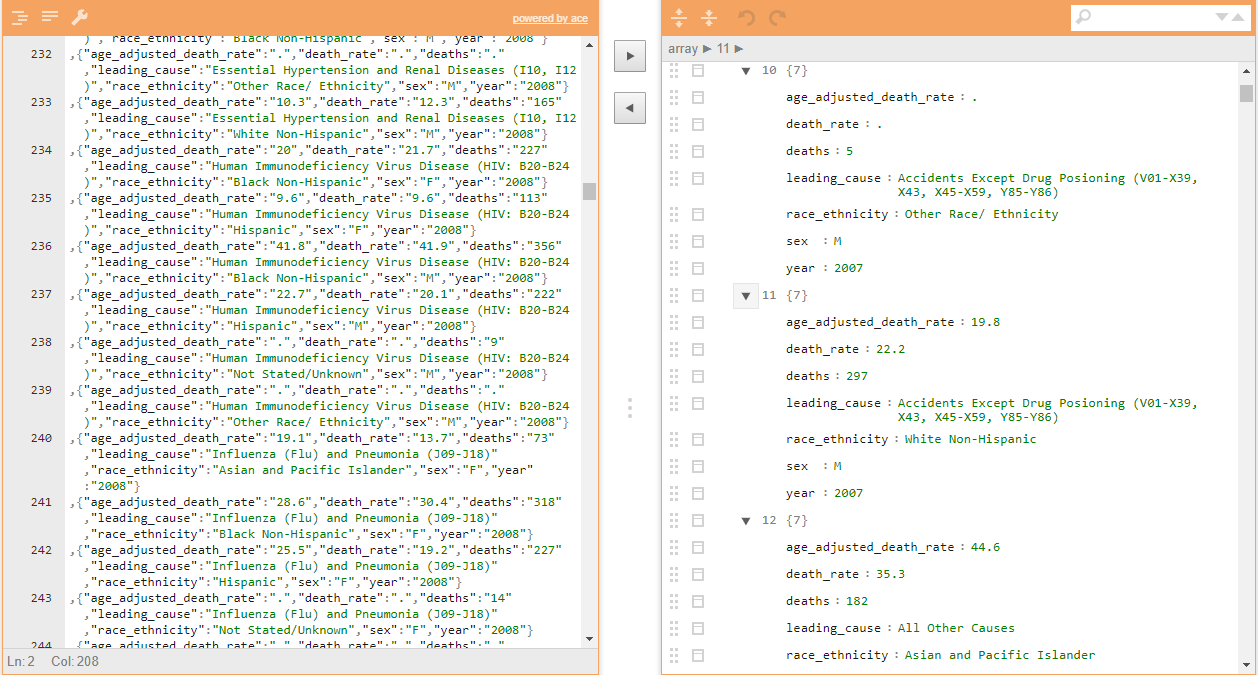 powered by ace
)","race_ethnicity":"Black Non-Hispanic","sex":"M","year":"2008"}
232 ,{"age_adjusted_death_rate":".","death_rate":".","deaths":"."
,"leading_cause":"Essential Hypertension and Renal Diseases (I10, I12
)","race_ethnicity":"Other Race/ Ethnicity","sex":"M","year":"2008"}
233 ,{"age_adjusted_death_rate":"10.3","death_rate":"12.3","deaths":"165"
,"leading_cause":"Essential Hypertension and Renal Diseases (I10, I12
)","race_ethnicity":"White Non-Hispanic","sex":"M","year":"2008"}
234 ,{"age_adjusted_death_rate":"20","death_rate":"21.7","deaths":"227"
,"leading_cause":"Human Immunodeficiency Virus Disease (HIV: B20-B24
)","race_ethnicity":"Black Non-Hispanic","sex":"F","year":"2008"}
235 ,{"age_adjusted_death_rate":"9.6","death_rate":"9.6","deaths":"113"
,"leading_cause":"Human Immunodeficiency Virus Disease (HIV: B20-B24
)","race_ethnicity":"Hispanic","sex":"F","year":"2008"}
236 ,{"age_adjusted_death_rate":"41.8","death_rate":"41.9","deaths":"356"
,"leading_cause":"Human Immunodeficiency Virus Disease (HIV: B20-B24
)","race_ethnicity":"Black Non-Hispanic","sex":"M","year":"2008"}
237 ,{"age_adjusted_death_rate":"22.7","death_rate":"20.1","deaths":"222"
,"leading_cause":"Human Immunodeficiency Virus Disease (HIV: B20-B24
)","race_ethnicity":"Hispanic","sex":"M","year":"2008"}
238 ,{"age_adjusted_death_rate":".","death_rate":".","deaths":"9"
,"leading_cause":"Human Immunodeficiency Virus Disease (HIV: B20-B24
)","race_ethnicity":"Not Stated/Unknown","sex":"M","year":"2008"}
239 ,{"age_adjusted_death_rate":".","death_rate":".","deaths":"."
,"leading_cause":"Human Immunodeficiency Virus Disease (HIV: B20-B24
)","race_ethnicity":"Other Race/ Ethnicity","sex":"M","year":"2008"}
240 ,{"age_adjusted_death_rate":"19.1","death_rate":"13.7","deaths":"73"
,"leading_cause":"Influenza (Flu) and Pneumonia (J09-J18)"
,"race_ethnicity":"Asian and Pacific Islander","sex":"F","year"
:"2008"}
241 ,{"age_adjusted_death_rate":"28.6","death_rate":"30.4","deaths":"318"
,"leading_cause":"Influenza (Flu) and Pneumonia (J09-J18)"
,"race_ethnicity":"Black Non-Hispanic","sex":"F","year":"2008"}
242 ,{"age_adjusted_death_rate":"25.5","death_rate":"19.2","deaths":"227"
,"leading_cause":"Influenza (Flu) and Pneumonia (J09-J18)"
,"race_ethnicity":"Hispanic","sex":"F","year":"2008"}
243 ,{"age_adjusted_death_rate":".","death_rate":".","deaths":"14"
,"leading_cause":"Influenza (Flu) and Pneumonia (J09-J18)"
,"race_ethnicity":"Not Stated/Unknown","sex":"F","year":"2008"}
244 ,{"age_adjusted_death_rate":".","death_rate":".","deaths":"."
Ln: 2 Col: 208
array ► 11 ►
10 {7}
age_adjusted_death_rate : .
death_rate : .
deaths : 5
leading_cause : Accidents Except Drug Posioning (V01-X39,
X43, X45-X59, Y85-Y86)
race_ethnicity : Other Race/ Ethnicity
sex : M
year : 2007
11 {7}
age_adjusted_death_rate : 19.8
death_rate : 22.2
deaths : 297
leading_cause : Accidents Except Drug Posioning (V01-X39,
X43, X45-X59, Y85-Y86)
race_ethnicity : White Non-Hispanic
sex : M
year : 2007
12 {7}
age_adjusted_death_rate : 44.6
death_rate : 35.3
deaths : 182
leading_cause : All Other Causes
race_ethnicity : Asian and Pacific Islander